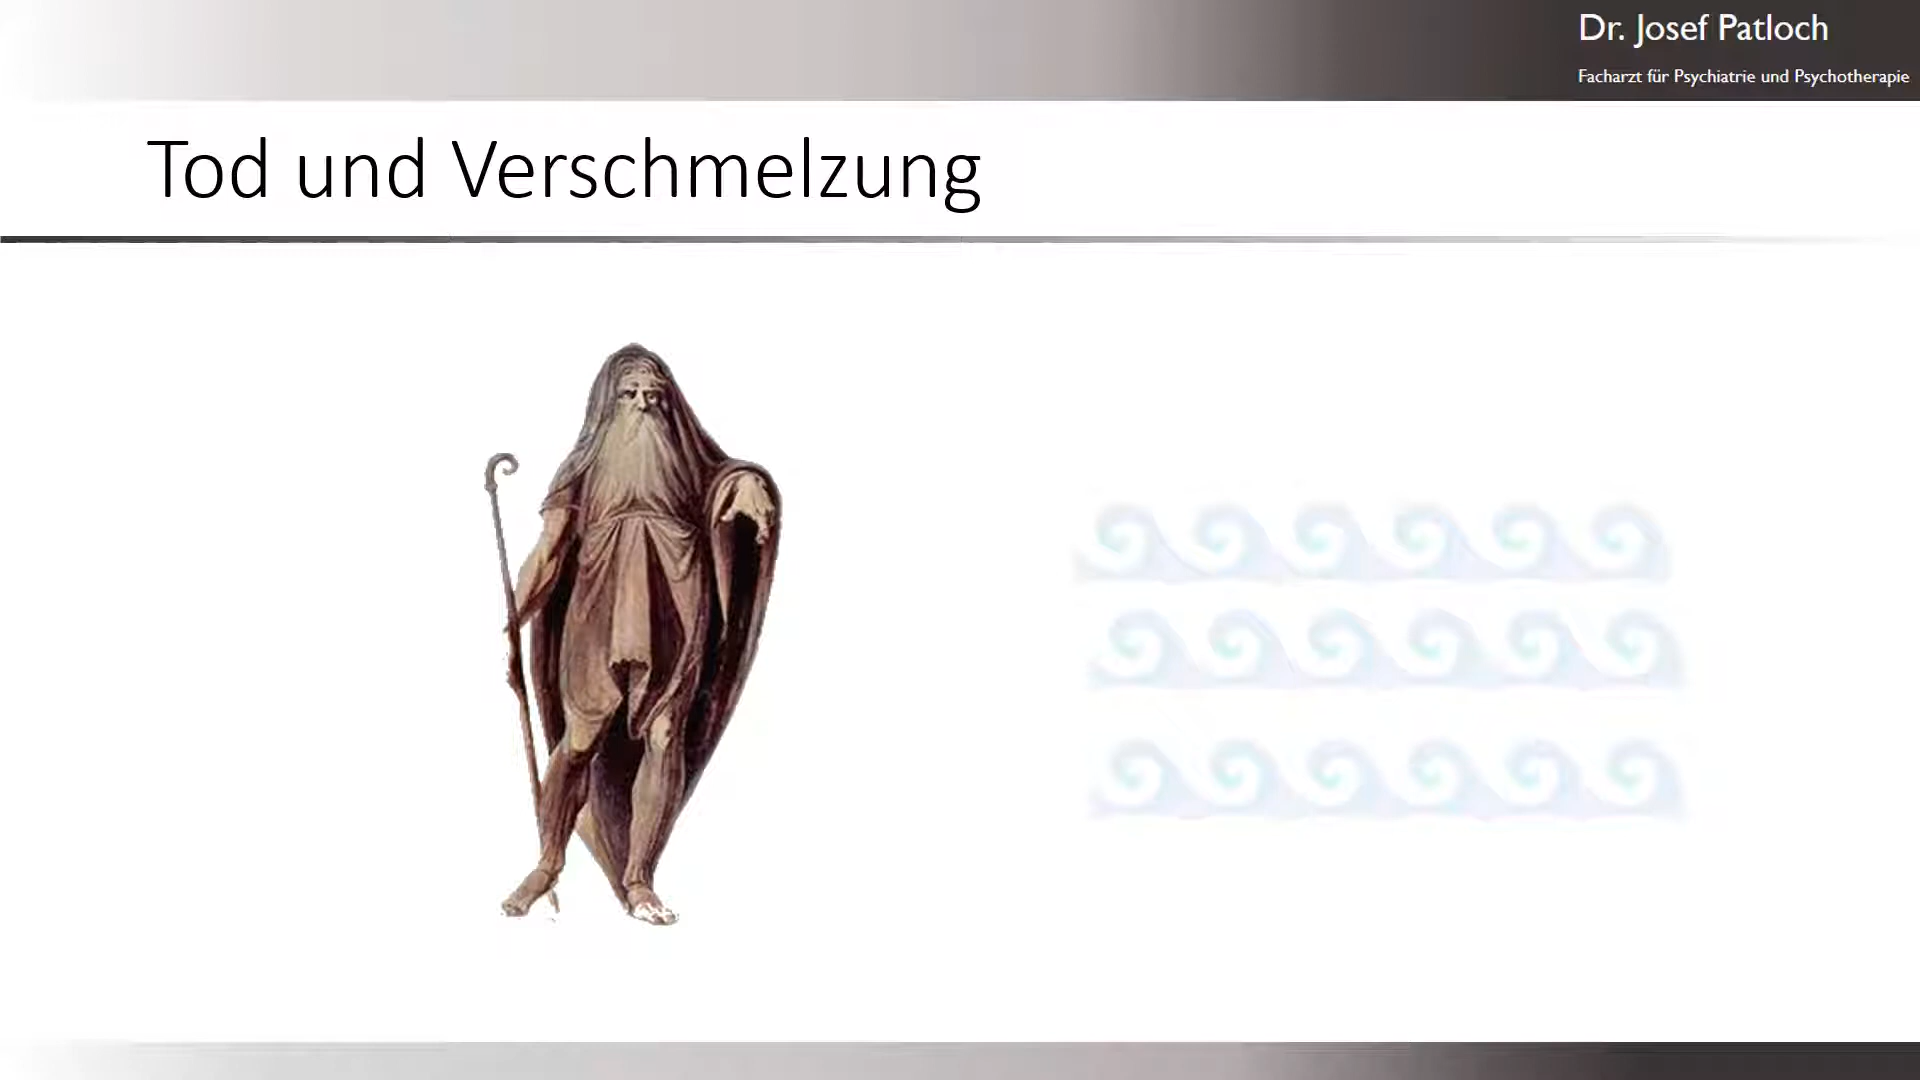 Dr. Josef Patloch
Facharzt für Psychiatrie und Psychotherapie
Tod und Verschmelzung